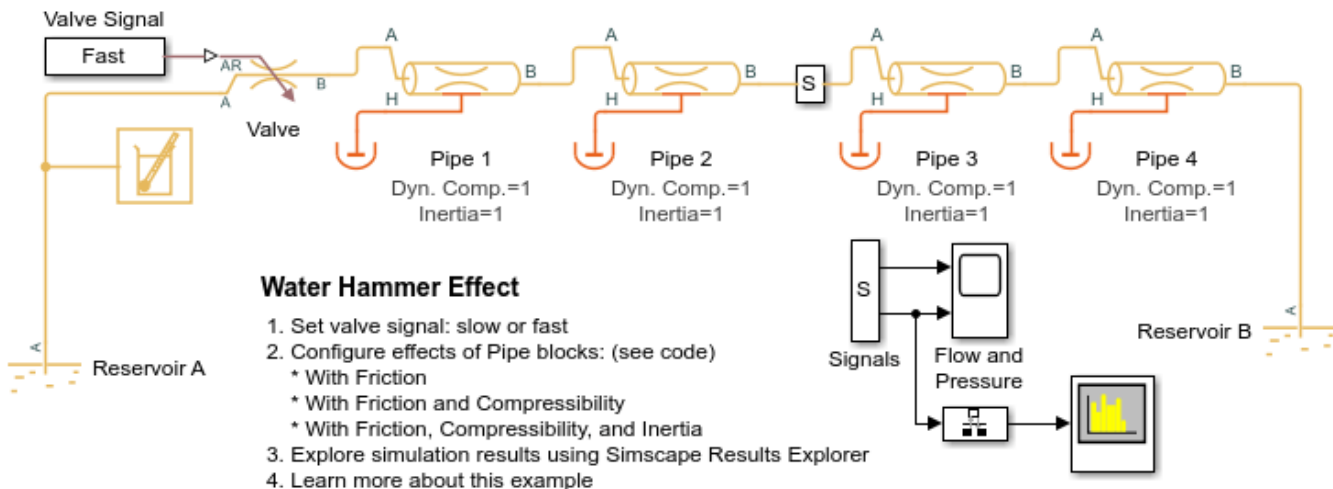 Valve Signal
Fast
AR
A
B
Valve
A
B
H
Pipe 1
Dyn. Comp.=1
Inertia=1
A
B
H
Pipe 2
Dyn. Comp.=1
Inertia=1
S
A
B
H
Pipe 3
Dyn. Comp.=1
Inertia=1
A
B
H
Pipe 4
Dyn. Comp.=1
Inertia=1
A
Reservoir A
Water Hammer Effect
1. Set valve signal: slow or fast
2. Configure effects of Pipe blocks: (see code)
* With Friction
* With Friction and Compressibility
* With Friction, Compressibility, and Inertia
3. Explore simulation results using Simscape Results Explorer
4. Learn more about this example
S
Signals
Flow and
Pressure
A
Reservoir B